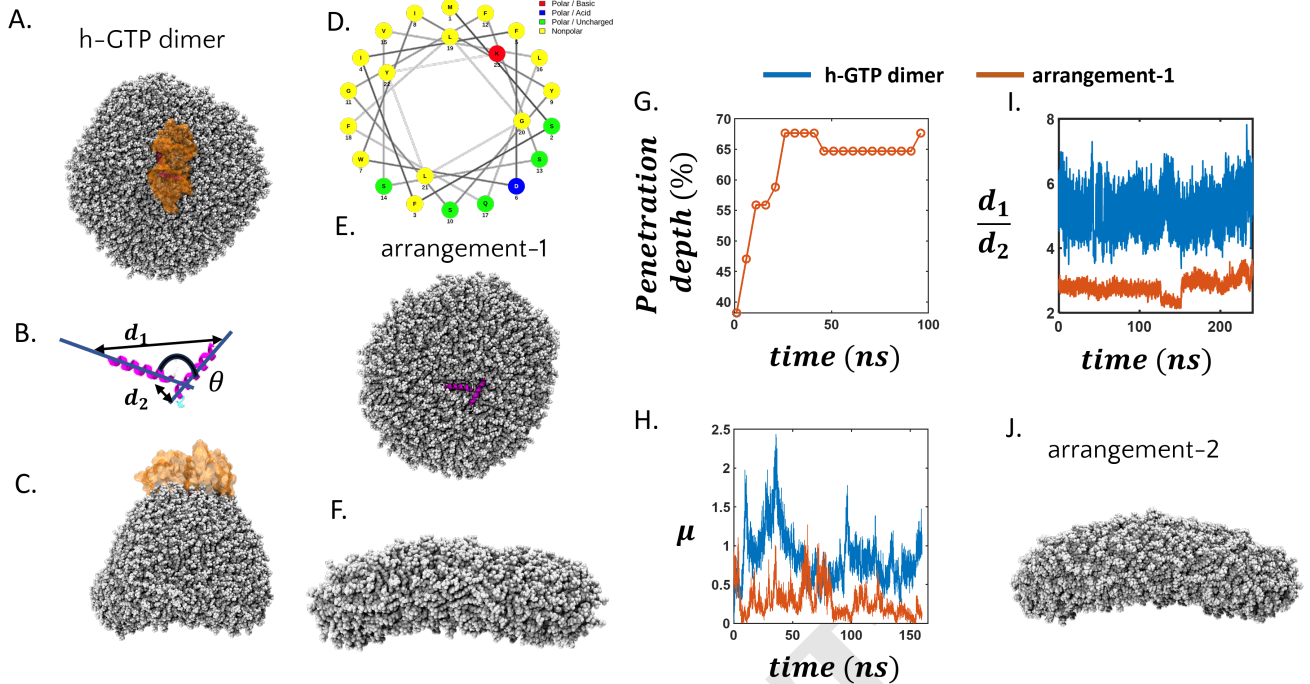 A.
h-GTP dimer
B.
d₁
d₂
θ
C.
D.
Polar / Basic
Polar / Acid
Polar / Uncharged
Nonpolar
M
1
F
12
F
5
I
8
V
15
L
19
23
L
16
I
4
Y
22
G
11
Y
9
F
18
G
20
S
2
W
7
L
21
S
13
S
14
D
6
F
3
S
10
Q
17
E.
arrangement-1
F.
h-GTP dimer
arrangement-1
G.
Penetration
depth (%)
70
65
60
55
50
45
40
0
50
100
time (ns)
H.
μ
2.5
2
1.5
1
0.5
0
0
50
100
150
time (ns)
I.
d₁
d₂
8
6
4
2
0
100
200
time (ns)
J.
arrangement-2